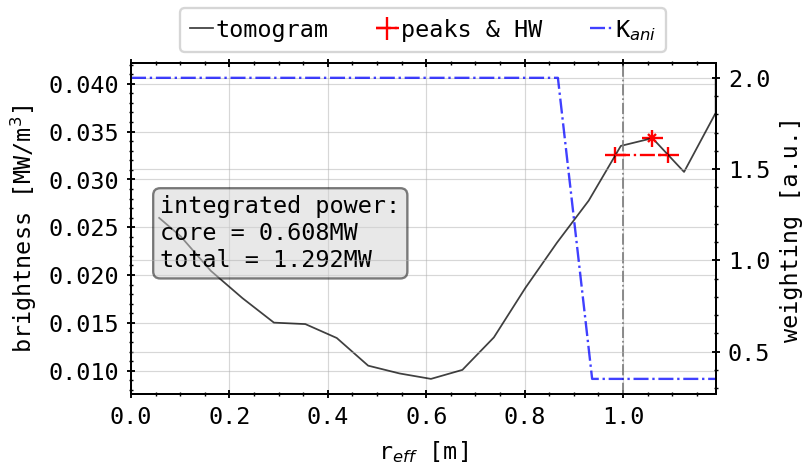 tomogram peaks & HW K_ani
brightness [MW/m³]
0.040
0.035
0.030
0.025
0.020
0.015
0.010
integrated power:
core = 0.608MW
total = 1.292MW
2.0
1.5
1.0
0.5
weighting [a.u.]
0.0 0.2 0.4 0.6 0.8 1.0
r_eff [m]